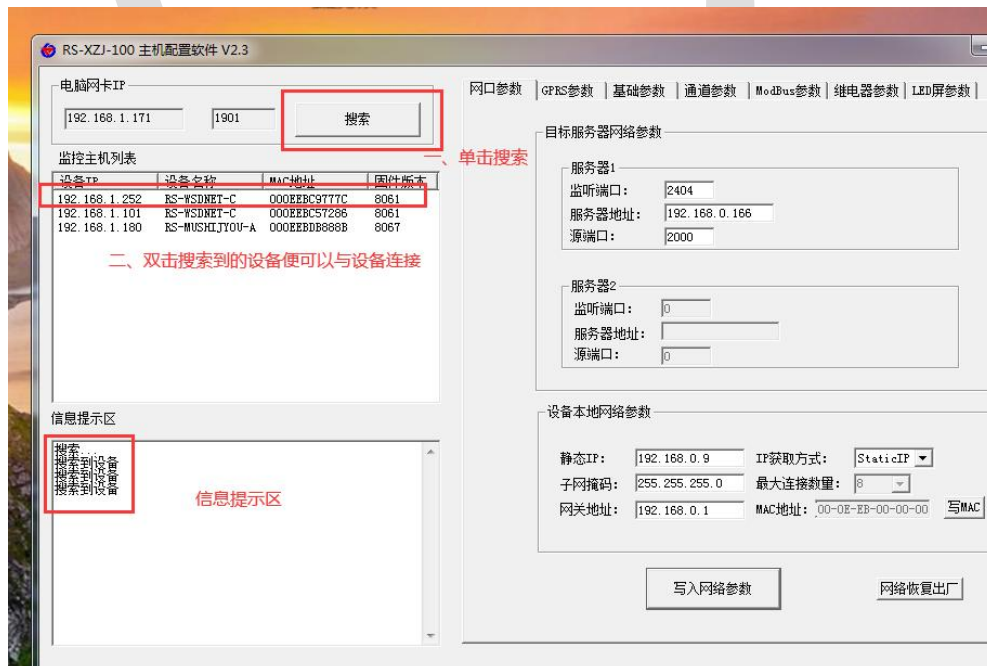 RS-XZJ-100 主机配置软件 V2.3
电脑网卡IP
192.168.1.171 1901 搜索
一、单击搜索
监控主机列表
设备IP 设备名称 MAC地址 固件版本
192.168.1.252 RS-WSDNET-C 000EEBC9777C 8061
192.168.1.101 RS-WSDNET-C 000EEBC57286 8061
192.168.1.180 RS-MUSHIJYOU-A 000EEBDB888B 8067
二、双击搜索到的设备便可以与设备连接
信息提示区
搜索...
搜索到设备
搜索到设备
搜索到设备
信息提示区
网口参数 GPRS参数 基础参数 通道参数 ModBus参数 继电器参数 LED屏参数
目标服务器网络参数
服务器1
监听端口: 2404
服务器地址: 192.168.0.166
源端口: 2000
服务器2
监听端口: 0
服务器地址:
源端口: 0
设备本地网络参数
静态IP: 192.168.0.9 IP获取方式: StaticIP
子网掩码: 255.255.255.0 最大连接数量: 8
网关地址: 192.168.0.1 MAC地址: 00-0E-EB-00-00-00 写MAC
写入网络参数 网络恢复出厂